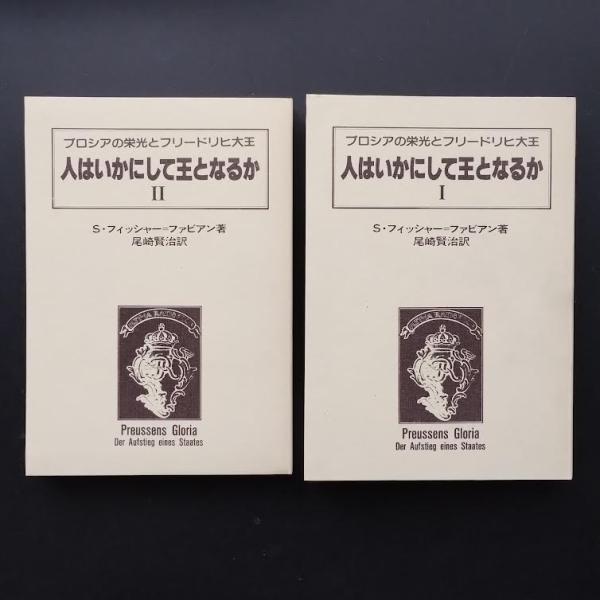 プロシアの栄光とフリードリヒ大王
人はいかにして王となるか
II
S・フィッシャー=ファビアン著
尾崎賢治訳
Preussens Gloria
Der Aufstieg eines Staates
プロシアの栄光とフリードリヒ大王
人はいかにして王となるか
I
S・フィッシャー=ファビアン著
尾崎賢治訳
Preussens Gloria
Der Aufstieg eines Staates